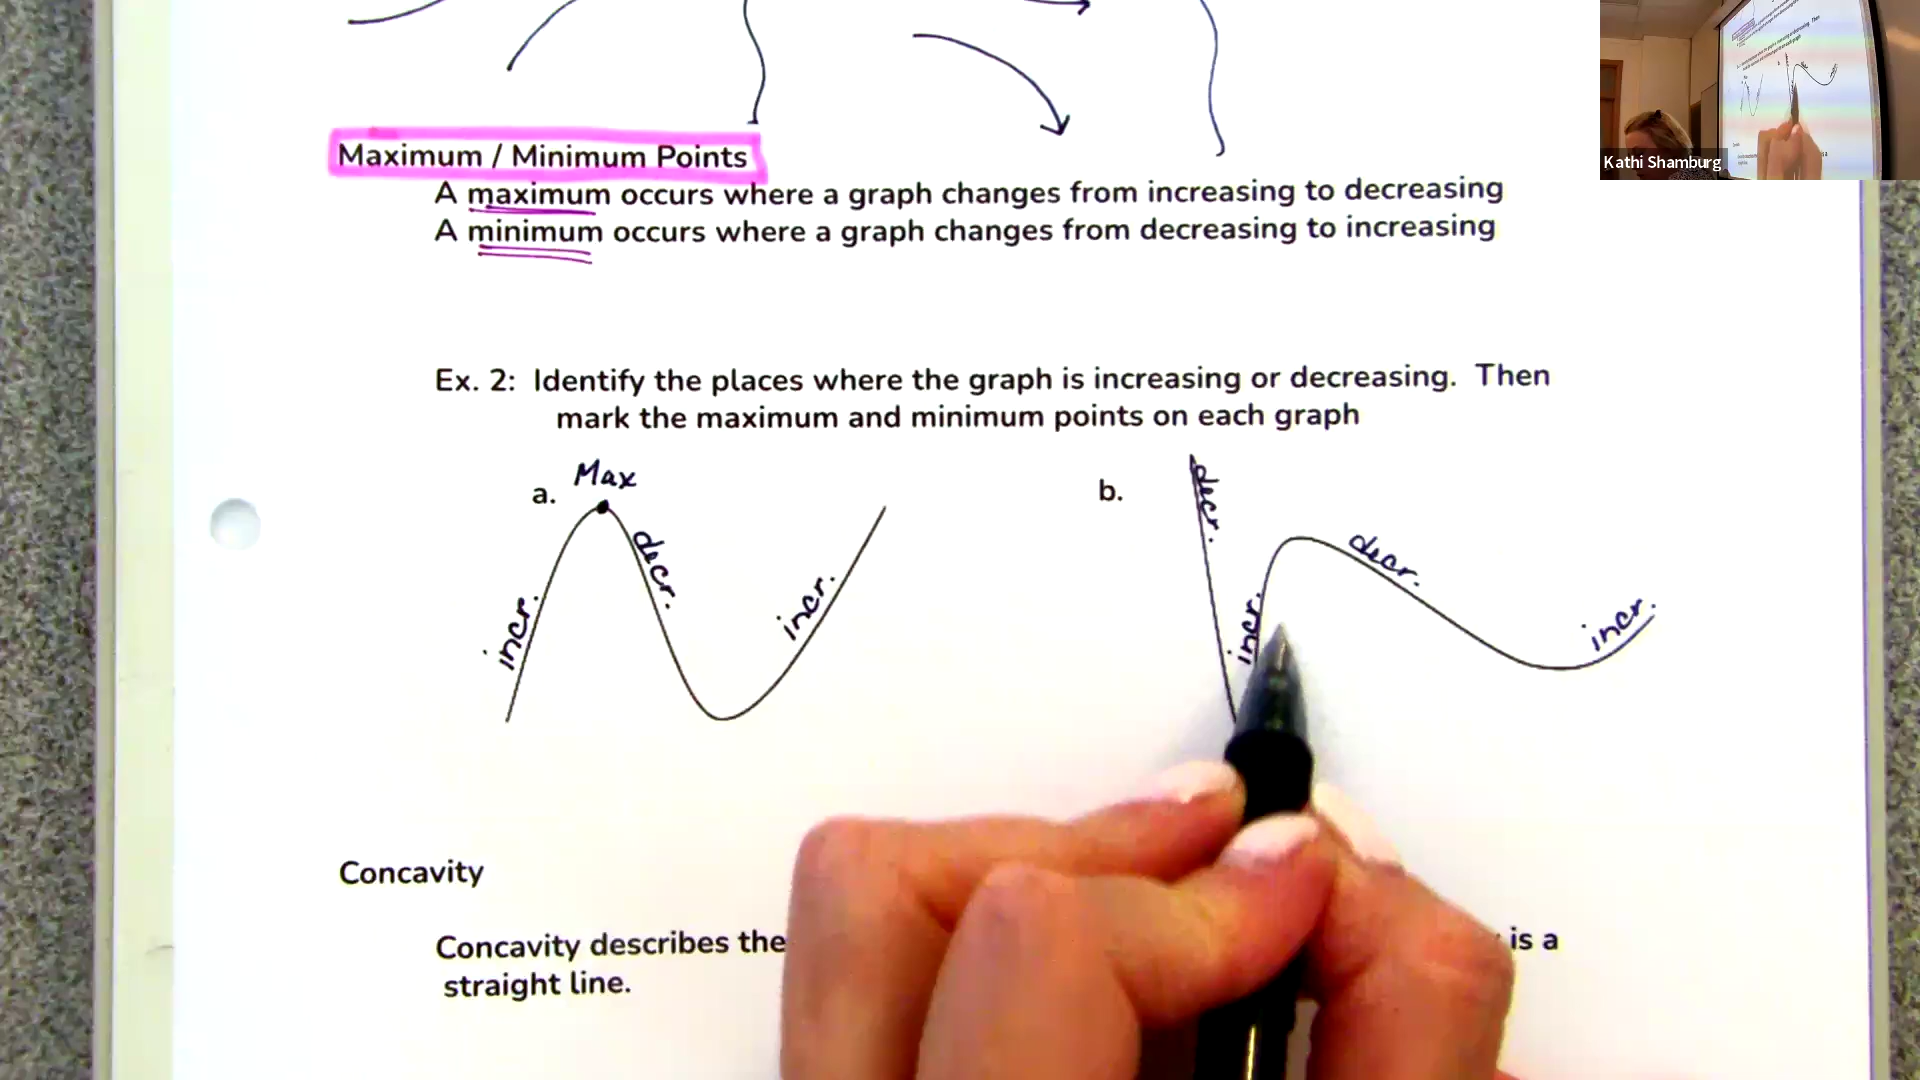 Kathi Shamburg
Maximum / Minimum Points
A maximum occurs where a graph changes from increasing to decreasing
A minimum occurs where a graph changes from decreasing to increasing
Ex. 2: Identify the places where the graph is increasing or decreasing. Then
mark the maximum and minimum points on each graph
a.
Max
incr.
decr.
incr.
b.
decr.
incr.
decr.
incr.
Concavity
Concavity describes the
is a
straight line.